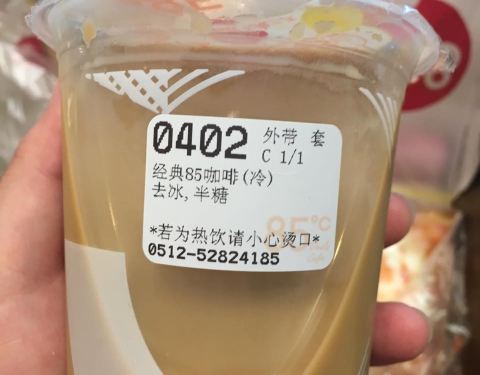 0402 外带 套
C 1/1
经典85咖啡(冷)
去冰,半糖
85℃
*若为热饮请小心烫口*
0512-52824185